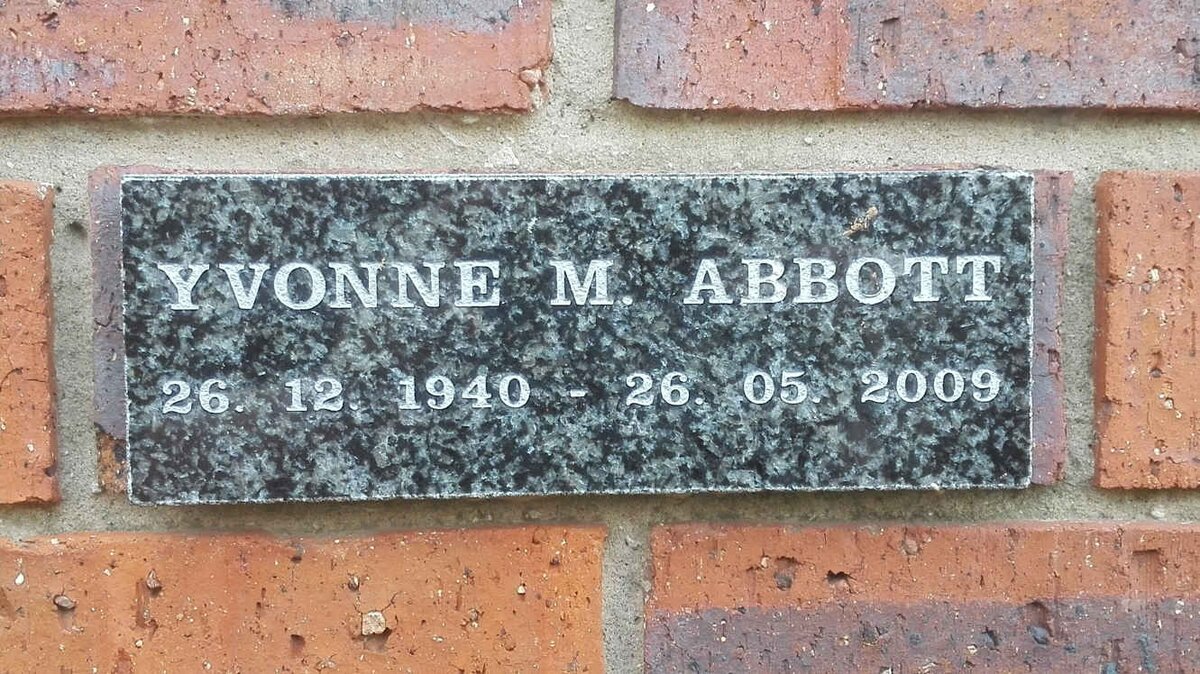 YVONNE M. ABBOTT
26. 12. 1940 - 26. 05. 2009